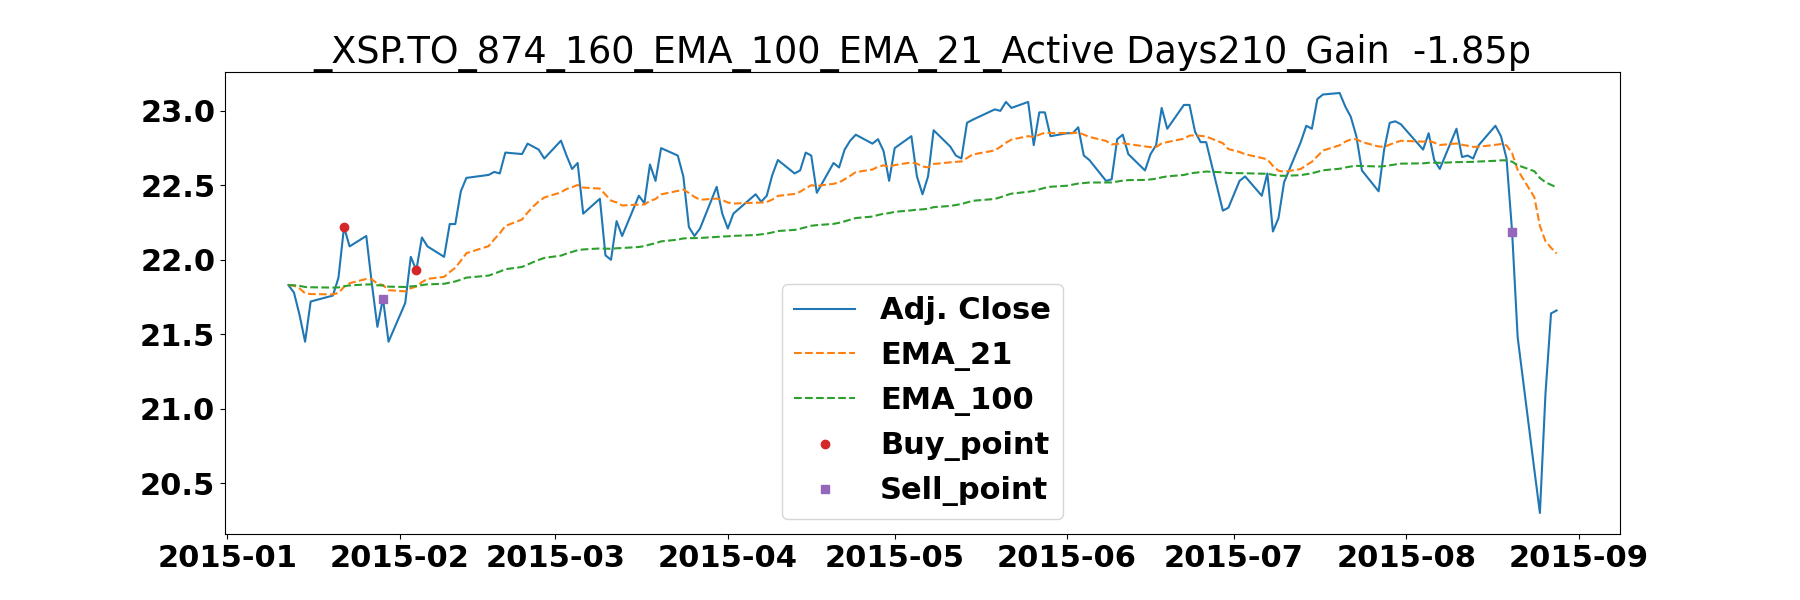 _XSP.TO_874_160_EMA_100_EMA_21_Active Days210_Gain  -1.85p
23.0
22.5
22.0
21.5
21.0
20.5
Adj. Close
EMA_21
EMA_100
Buy_point
Sell_point
2015-01 2015-02 2015-03 2015-04 2015-05 2015-06 2015-07 2015-08 2015-09